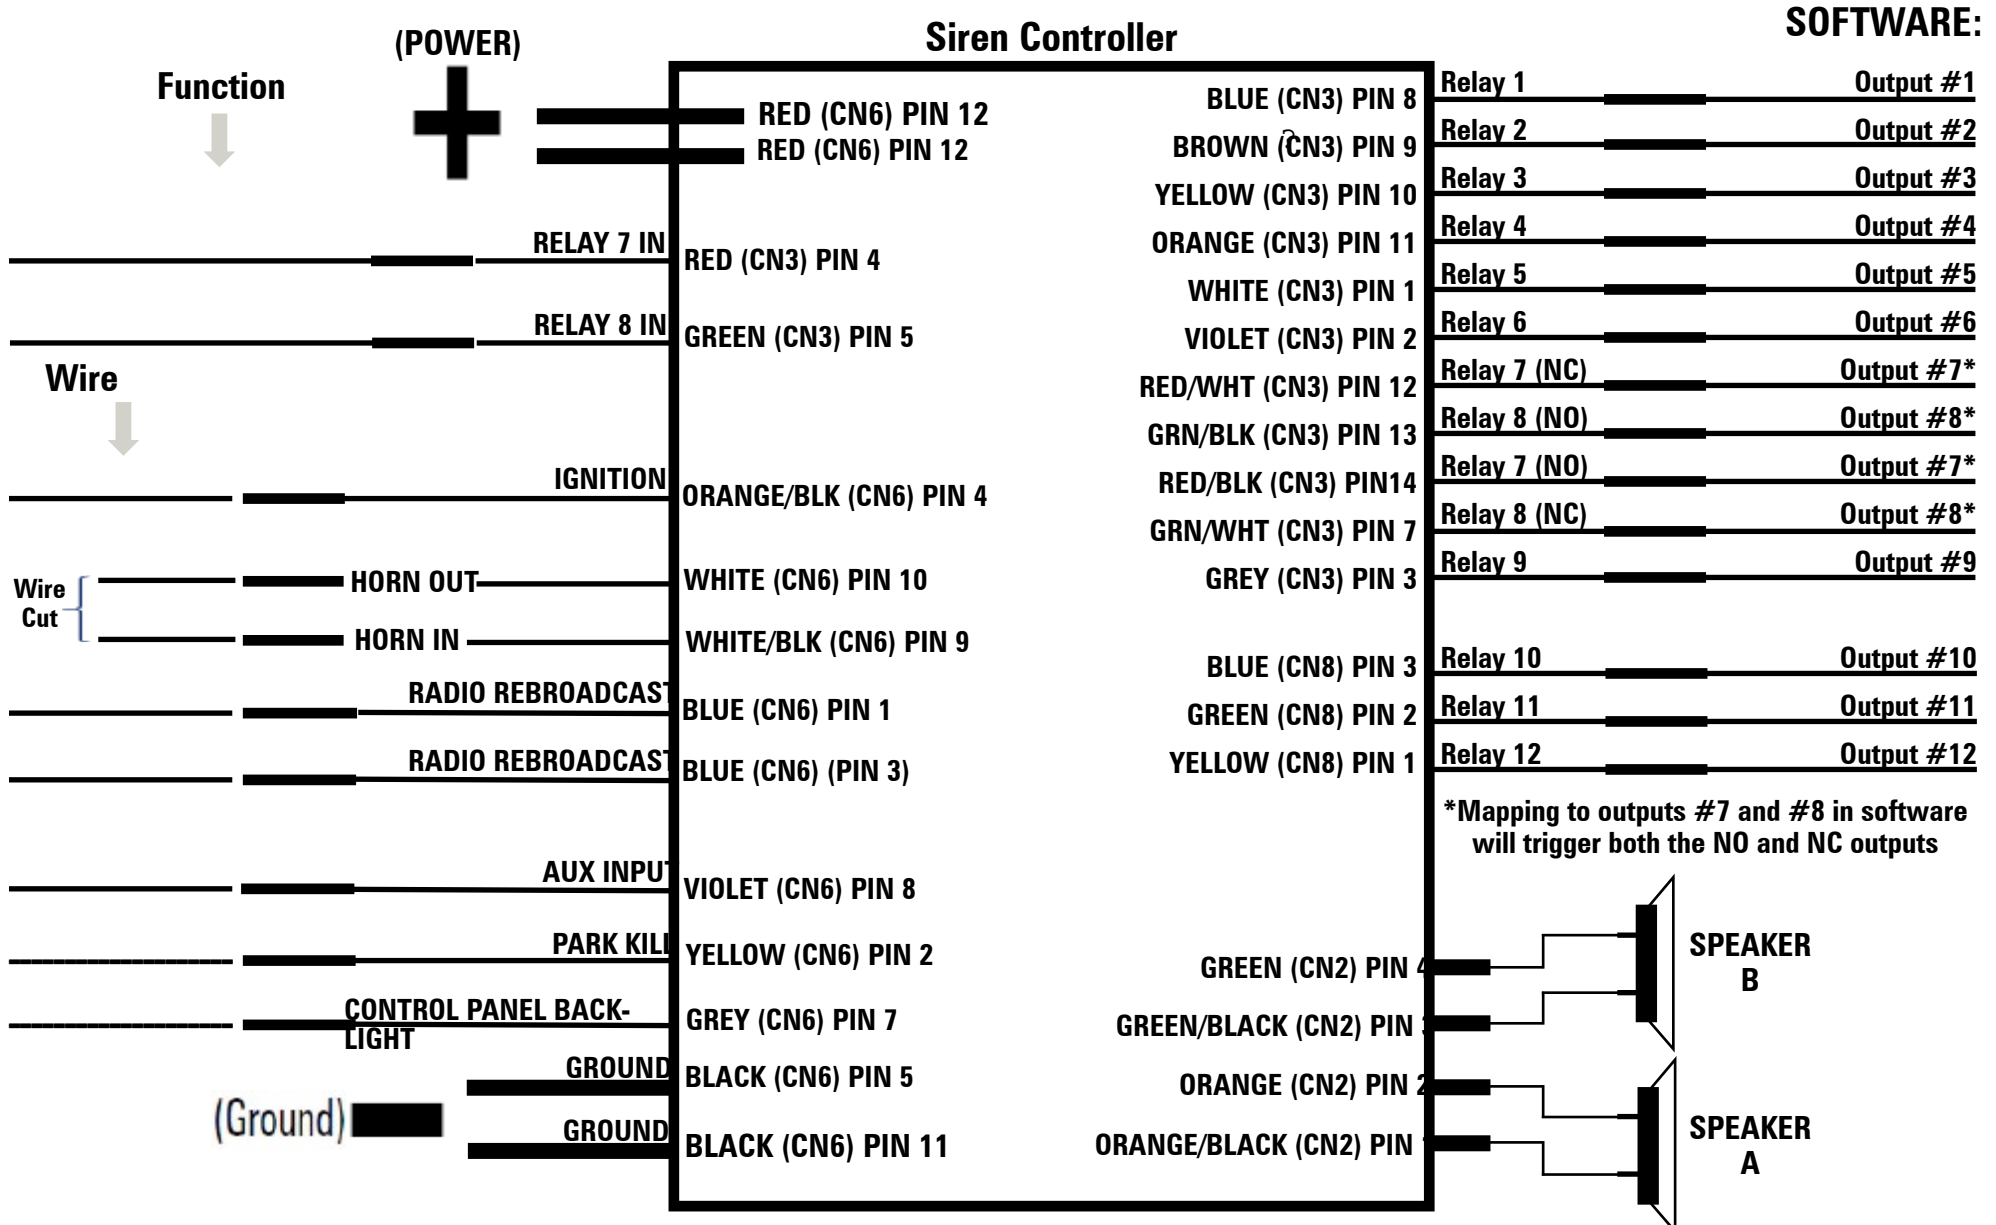 SOFTWARE:
Siren Controller
(POWER)
Function
RED (CN6) PIN 12
RED (CN6) PIN 12
RELAY 7 IN
RED (CN3) PIN 4
RELAY 8 IN
GREEN (CN3) PIN 5
Wire
IGNITION
ORANGE/BLK (CN6) PIN 4
Wire
Cut
HORN OUT
WHITE (CN6) PIN 10
HORN IN
WHITE/BLK (CN6) PIN 9
RADIO REBROADCAST
BLUE (CN6) PIN 1
RADIO REBROADCAST
BLUE (CN6) (PIN 3)
AUX INPUT
VIOLET (CN6) PIN 8
PARK KILL
YELLOW (CN6) PIN 2
CONTROL PANEL BACK-
LIGHT
GREY (CN6) PIN 7
GROUND
BLACK (CN6) PIN 5
(Ground)
GROUND
BLACK (CN6) PIN 11
BLUE (CN3) PIN 8 Relay 1 Output #1
?
BROWN (CN3) PIN 9 Relay 2 Output #2
YELLOW (CN3) PIN 10 Relay 3 Output #3
ORANGE (CN3) PIN 11 Relay 4 Output #4
WHITE (CN3) PIN 1 Relay 5 Output #5
VIOLET (CN3) PIN 2 Relay 6 Output #6
RED/WHT (CN3) PIN 12 Relay 7 (NC) Output #7*
GRN/BLK (CN3) PIN 13 Relay 8 (NO) Output #8*
RED/BLK (CN3) PIN14 Relay 7 (NO) Output #7*
GRN/WHT (CN3) PIN 7 Relay 8 (NC) Output #8*
GREY (CN3) PIN 3 Relay 9 Output #9
BLUE (CN8) PIN 3 Relay 10 Output #10
GREEN (CN8) PIN 2 Relay 11 Output #11
YELLOW (CN8) PIN 1 Relay 12 Output #12
*Mapping to outputs #7 and #8 in software
will trigger both the NO and NC outputs
GREEN (CN2) PIN 4
GREEN/BLACK (CN2) PIN 3
SPEAKER
B
ORANGE (CN2) PIN 2
ORANGE/BLACK (CN2) PIN
SPEAKER
A